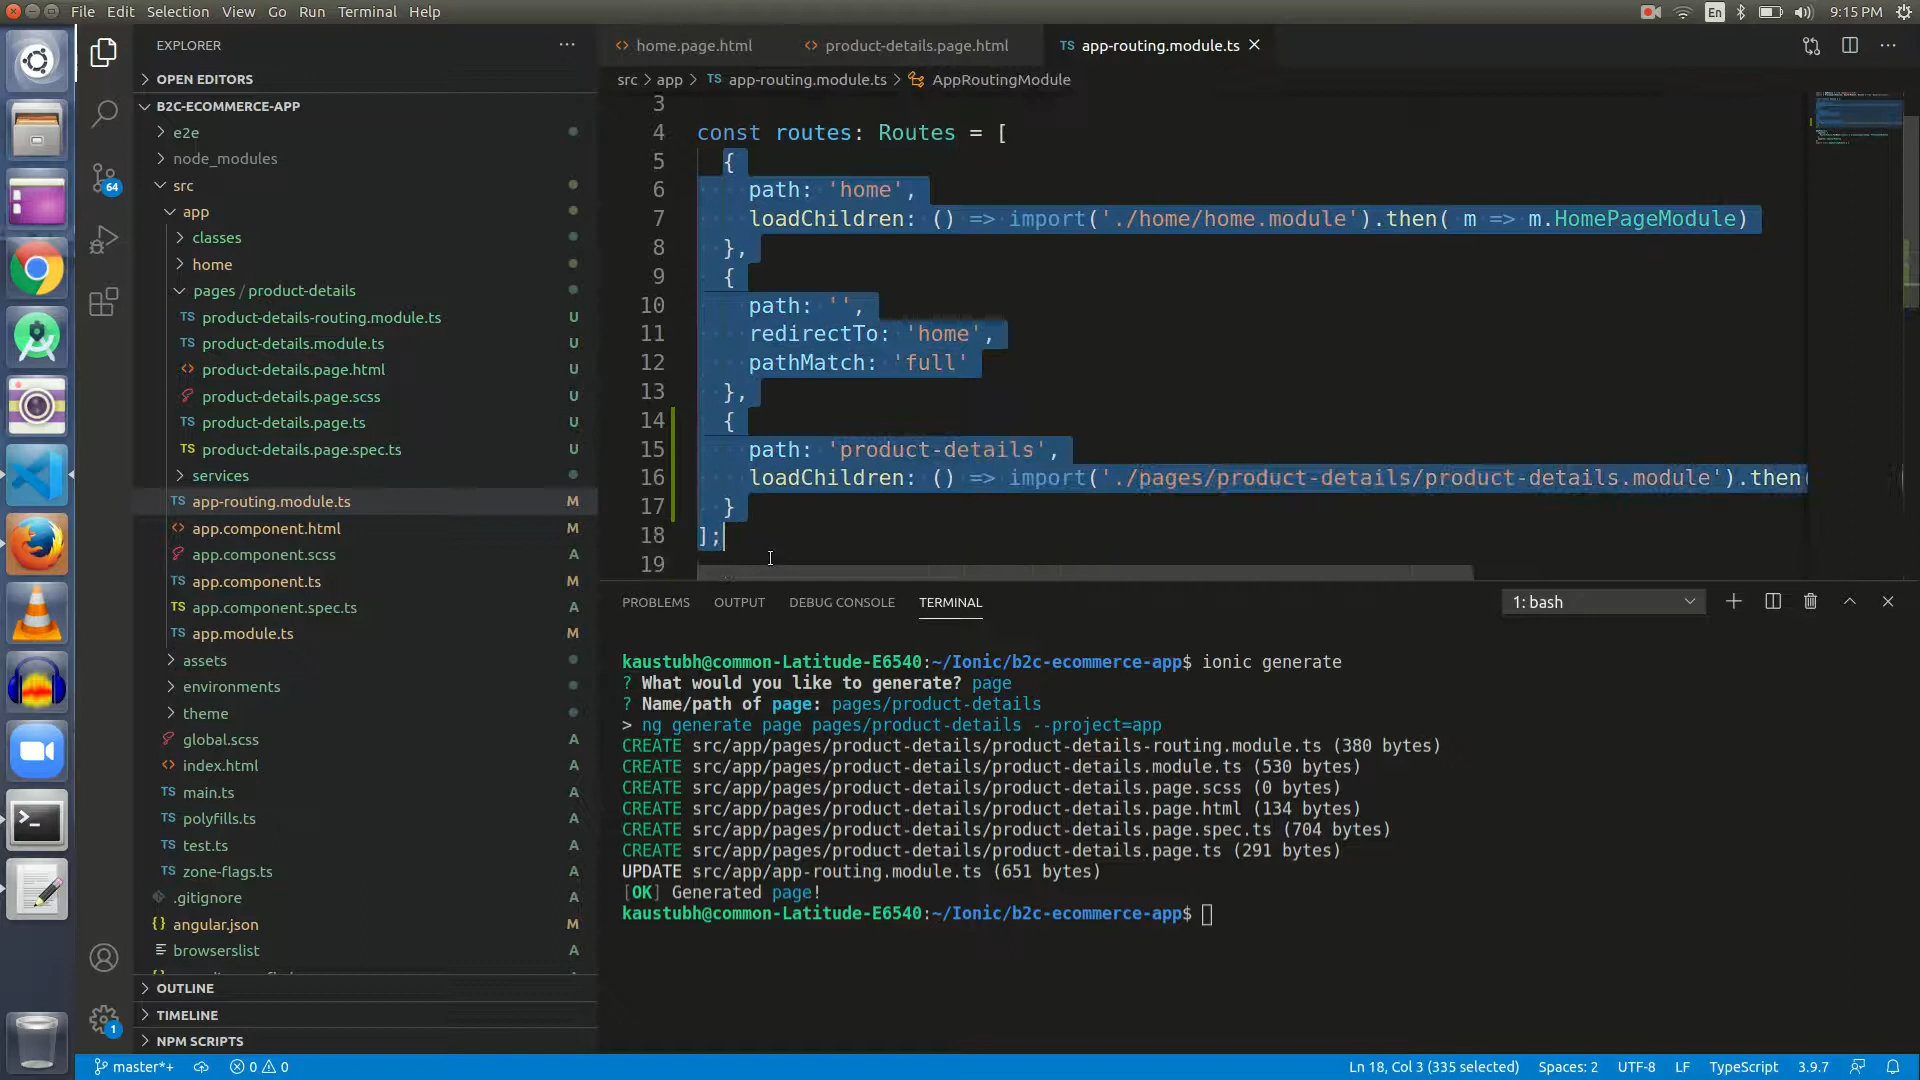 File Edit Selection View Go Run Terminal Help
En
9:15 PM
EXPLORER
home.page.html
product-details.page.html
TS app-routing.module.ts
OPEN EDITORS
src > app > TS app-routing.module.ts > AppRoutingModule
B2C-ECOMMERCE-APP
e2e
node_modules
64
src
app
classes
home
pages / product-details
TS product-details-routing.module.ts U
TS product-details.module.ts U
<> product-details.page.html U
product-details.page.scss U
TS product-details.page.ts U
TS product-details.page.spec.ts U
services
TS app-routing.module.ts M
<> app.component.html M
app.component.scss A
TS app.component.ts M
TS app.component.spec.ts A
TS app.module.ts M
assets
environments
theme
global.scss A
<> index.html A
TS main.ts A
TS polyfills.ts A
TS test.ts A
TS zone-flags.ts A
.gitignore A
{} angular.json M
browserslist A
OUTLINE
TIMELINE
1
NPM SCRIPTS
3
4 const routes: Routes = [
5 {
6 path: 'home',
7 loadChildren: () => import('./home/home.module').then( m => m.HomePageModule)
8 },
9 {
10 path: '',
11 redirectTo: 'home',
12 pathMatch: 'full'
13 },
14 {
15 path: 'product-details',
16 loadChildren: () => import('./pages/product-details/product-details.module').then(
17 }
18 ];
19
PROBLEMS OUTPUT DEBUG CONSOLE TERMINAL
1: bash
kaustubh@common-Latitude-E6540:~/Ionic/b2c-ecommerce-app$ ionic generate
? What would you like to generate? page
? Name/path of page: pages/product-details
> ng generate page pages/product-details --project=app
CREATE src/app/pages/product-details/product-details-routing.module.ts (380 bytes)
CREATE src/app/pages/product-details/product-details.module.ts (530 bytes)
CREATE src/app/pages/product-details/product-details.page.scss (0 bytes)
CREATE src/app/pages/product-details/product-details.page.html (134 bytes)
CREATE src/app/pages/product-details/product-details.page.spec.ts (704 bytes)
CREATE src/app/pages/product-details/product-details.page.ts (291 bytes)
UPDATE src/app/app-routing.module.ts (651 bytes)
[OK] Generated page!
kaustubh@common-Latitude-E6540:~/Ionic/b2c-ecommerce-app$
master*+ 0 0 Ln 18, Col 3 (335 selected) Spaces: 2 UTF-8 LF TypeScript 3.9.7